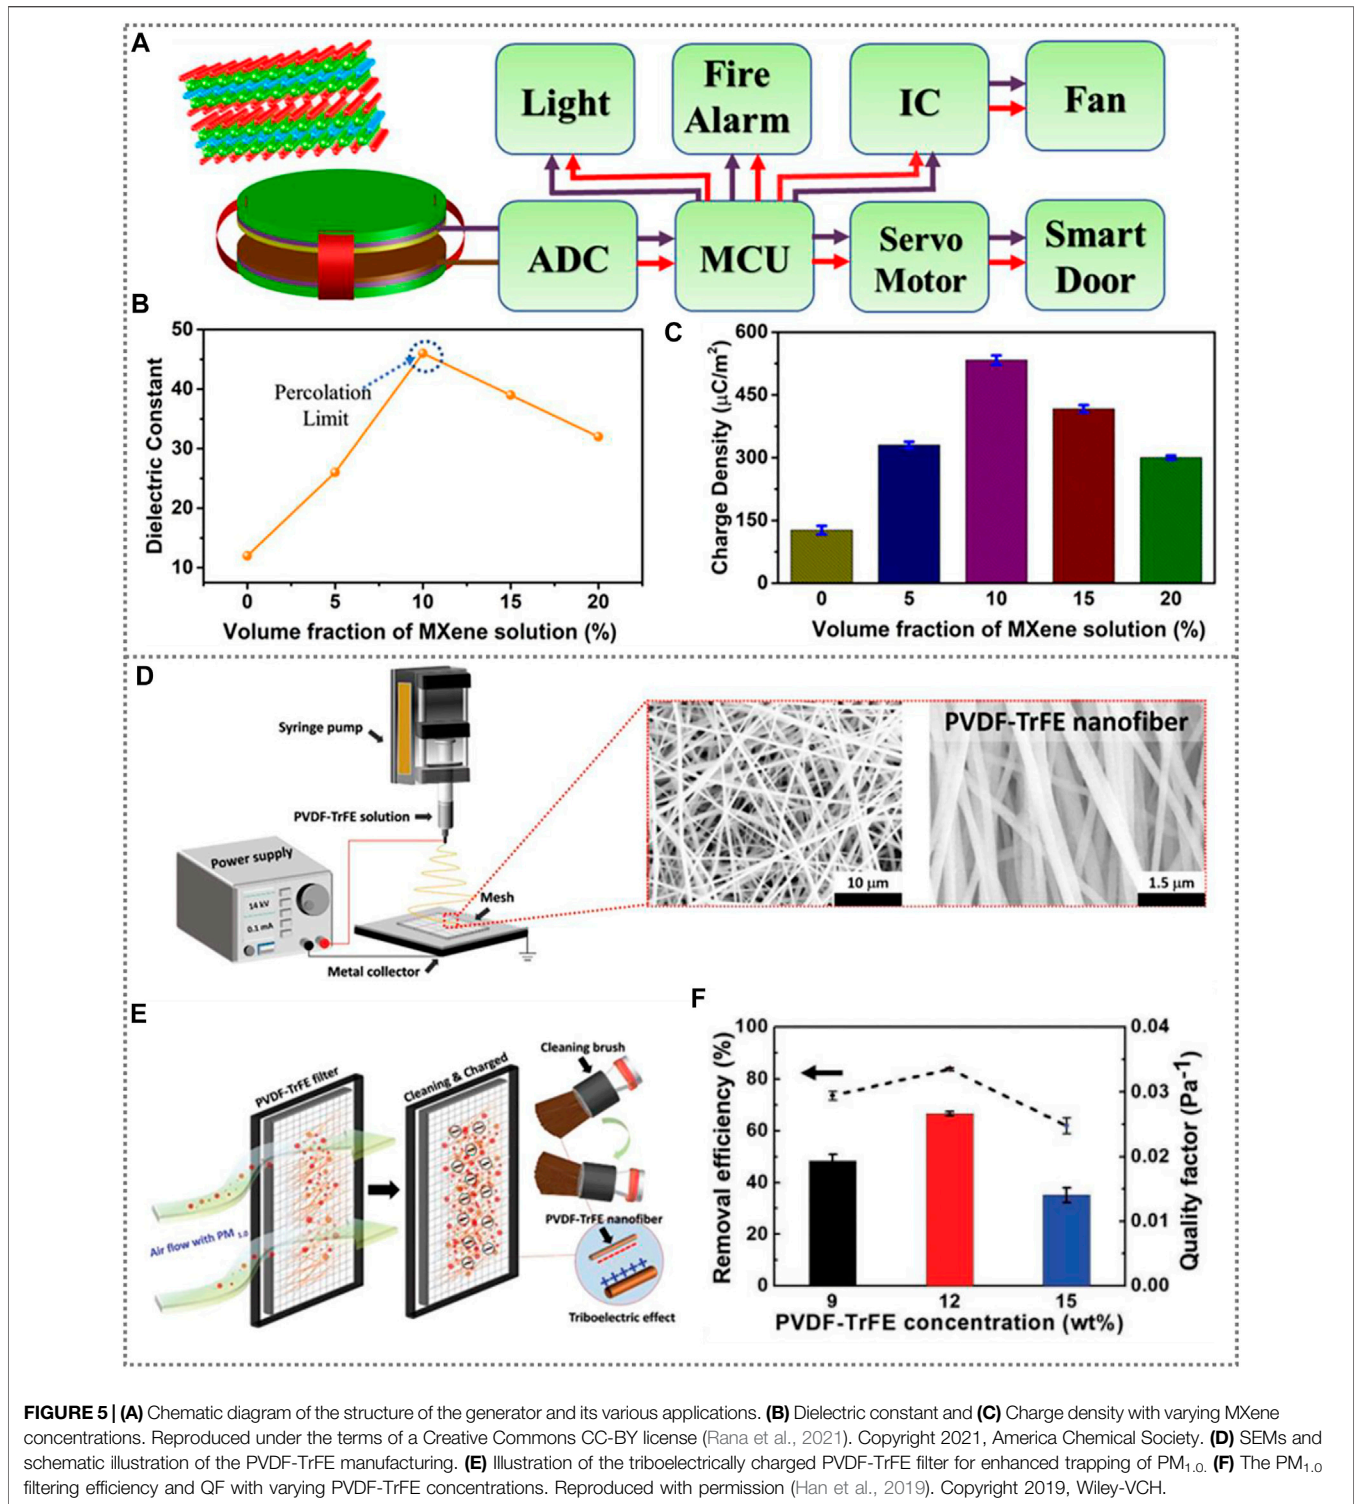 A
Light
Fire
Alarm
IC
Fan
ADC
MCU
Servo
Motor
Smart
Door
B
50
40
30
20
10
Dielectric Constant
Percolation
Limit
0 5 10 15 20
Volume fraction of MXene solution (%)
C
600
450
300
150
0
Charge Density (μC/m²)
0 5 10 15 20
Volume fraction of MXene solution (%)
D
Syringe pump
PVDF-TrFE solution
Power supply
14 kV
0.1 mA
Mesh
Metal collector
10 μm
PVDF-TrFE nanofiber
1.5 μm
E
PVDF-TrFE filter
Cleaning & Charged
Cleaning brush
Air flow with PM 1.0
PVDF-TrFE nanofiber
Triboelectric effect
F
100
80
60
40
20
0
Removal efficiency (%)
0.04
0.03
0.02
0.01
0.00
Quality factor (Pa⁻¹)
9 12 15
PVDF-TrFE concentration (wt%)
FIGURE 5 | (A) Chematic diagram of the structure of the generator and its various applications. (B) Dielectric constant and (C) Charge density with varying MXene
concentrations. Reproduced under the terms of a Creative Commons CC-BY license (Rana et al., 2021). Copyright 2021, America Chemical Society. (D) SEMs and
schematic illustration of the PVDF-TrFE manufacturing. (E) Illustration of the triboelectrically charged PVDF-TrFE filter for enhanced trapping of PM1.0. (F) The PM1.0
filtering efficiency and QF with varying PVDF-TrFE concentrations. Reproduced with permission (Han et al., 2019). Copyright 2019, Wiley-VCH.